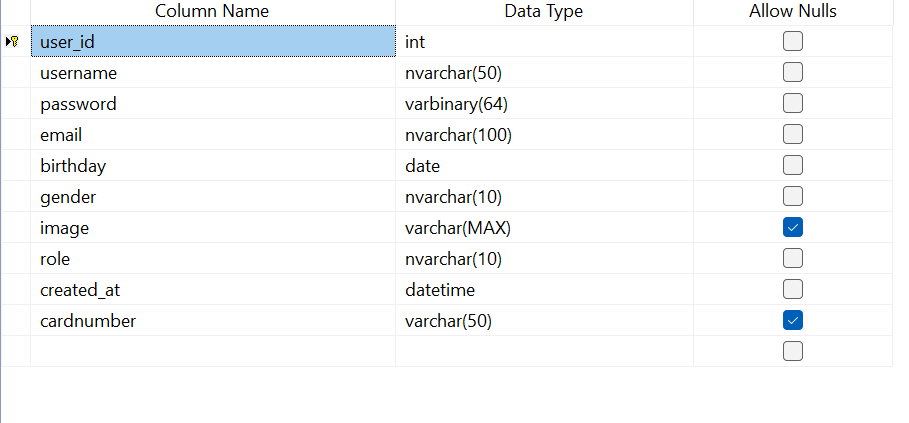 Column Name Data Type Allow Nulls
user_id int
username nvarchar(50)
password varbinary(64)
email nvarchar(100)
birthday date
gender nvarchar(10)
image varchar(MAX)
role nvarchar(10)
created_at datetime
cardnumber varchar(50)